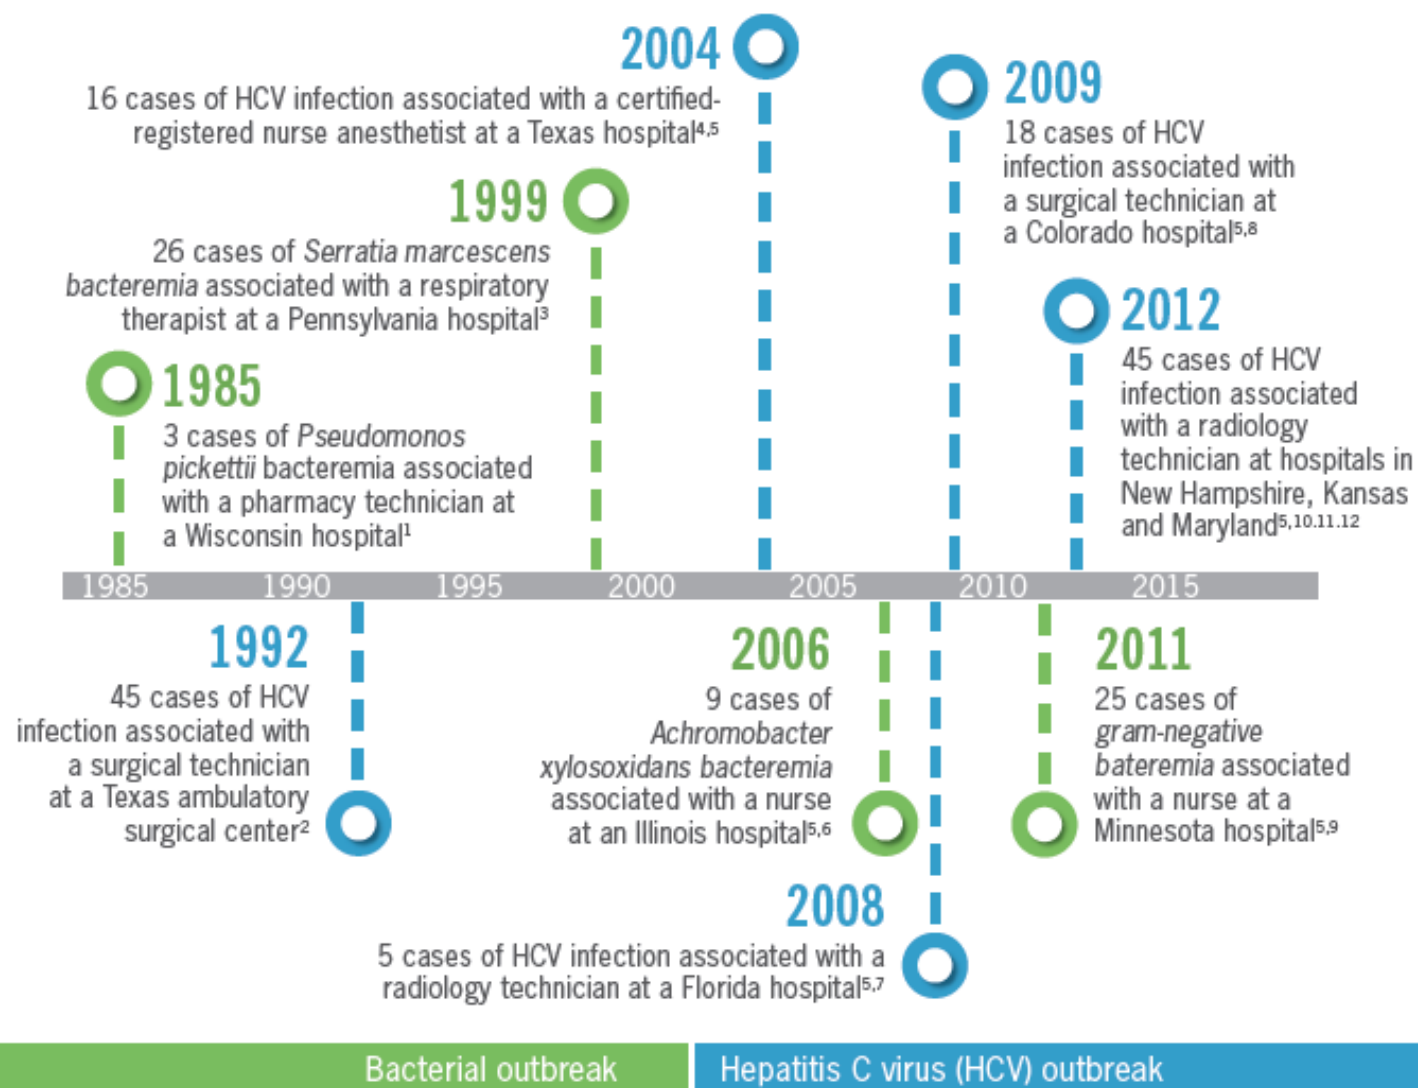 2004
16 cases of HCV infection associated with a certified-
registered nurse anesthetist at a Texas hospital⁴,⁵
2009
18 cases of HCV
infection associated with
a surgical technician at
a Colorado hospital⁵,⁸
1999
26 cases of Serratia marcescens
bacteremia associated with a respiratory
therapist at a Pennsylvania hospital³
2012
45 cases of HCV
infection associated
with a radiology
technician at hospitals in
New Hampshire, Kansas
and Maryland⁵,¹⁰.¹¹.¹²
1985
3 cases of Pseudomonos
pickettii bacteremia associated
with a pharmacy technician at
a Wisconsin hospital¹
1985 1990 1995 2000 2005 2010 2015
1992
45 cases of HCV
infection associated with
a surgical technician
at a Texas ambulatory
surgical center²
2006
9 cases of
Achromobacter
xylosoxidans bacteremia
associated with a nurse
at an Illinois hospital⁵,⁶
2011
25 cases of
gram-negative
bateremia associated
with a nurse at a
Minnesota hospital⁵,⁹
2008
5 cases of HCV infection associated with a
radiology technician at a Florida hospital⁵,⁷
Bacterial outbreak
Hepatitis C virus (HCV) outbreak